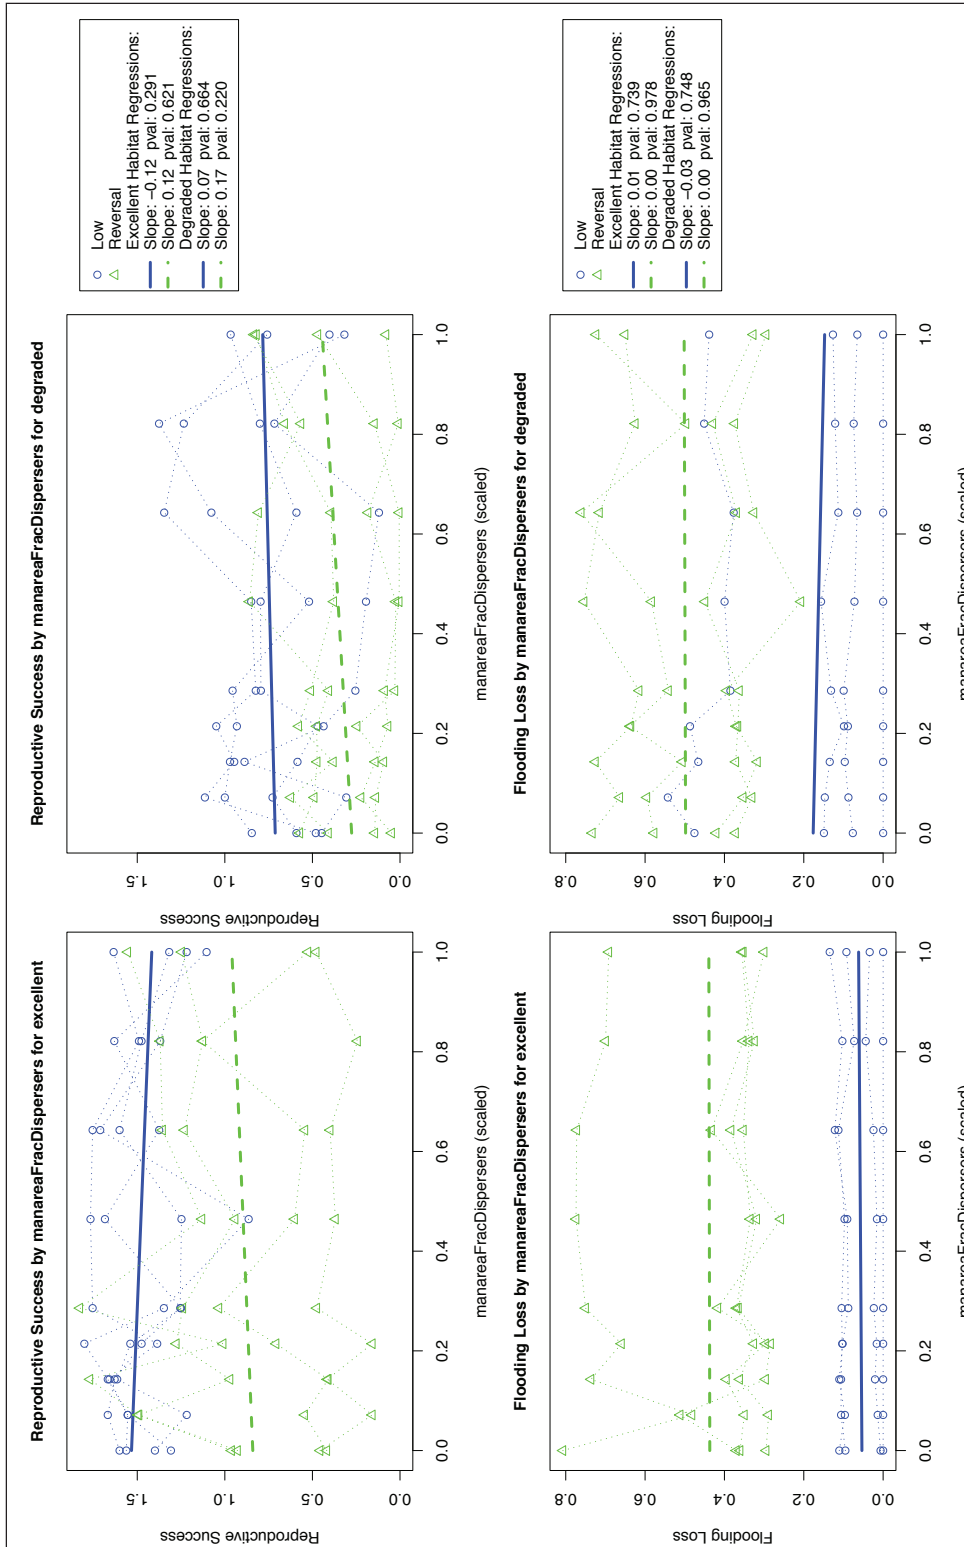 Reproductive Success by manareaFracDispersers for excellent
Reproductive Success
0.0 0.5 1.0 1.5
0.0 0.2 0.4 0.6 0.8 1.0
manareaFracDispersers (scaled)
Reproductive Success by manareaFracDispersers for degraded
Reproductive Success
0.0 0.5 1.0 1.5
0.0 0.2 0.4 0.6 0.8 1.0
manareaFracDispersers (scaled)
Low
Reversal
Excellent Habitat Regressions:
Slope: −0.12 pval: 0.291
Slope: 0.12 pval: 0.621
Degraded Habitat Regressions:
Slope: 0.07 pval: 0.664
Slope: 0.17 pval: 0.220
Flooding Loss by manareaFracDispersers for excellent
Flooding Loss
0.0 0.2 0.4 0.6 0.8
0.0 0.2 0.4 0.6 0.8 1.0
manareaFracDispersers (scaled)
Flooding Loss by manareaFracDispersers for degraded
Flooding Loss
0.0 0.2 0.4 0.6 0.8
0.0 0.2 0.4 0.6 0.8 1.0
manareaFracDispersers (scaled)
Low
Reversal
Excellent Habitat Regressions:
Slope: 0.01 pval: 0.739
Slope: 0.00 pval: 0.978
Degraded Habitat Regressions:
Slope: −0.03 pval: 0.748
Slope: 0.00 pval: 0.965